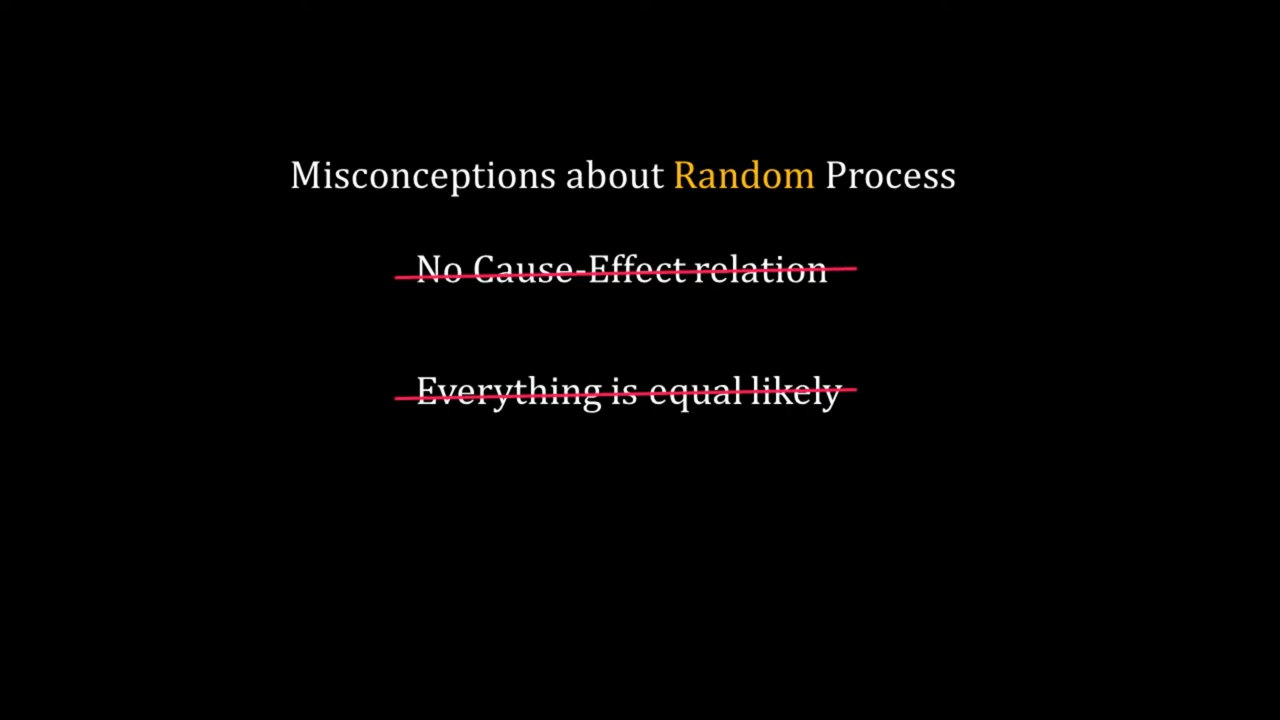 Misconceptions about Random Process
No Cause-Effect relation
Everything is equal likely